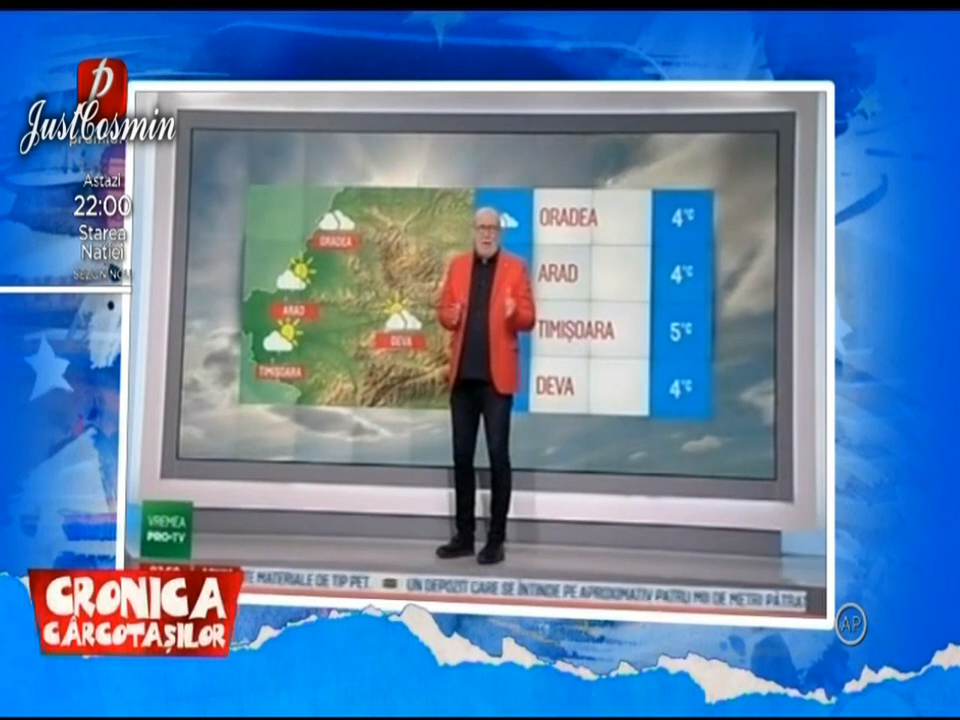 JustCosmin
Astazi
22:00
Starea
Natiei
ORADEA
ARAD
TIMIȘOARA
DEVA
ORADEA 4°C
ARAD 4°C
TIMIȘOARA 5°C
DEVA 4°C
VREMEA
PRO•TV
MATERIALE DE TIP PET UN DEPOZIT CARE SE ÎNTINDE PE APROXIMATIV PATRU MII DE METRI PĂTRA
CRONICA
CÂRCOTAȘILOR
AP